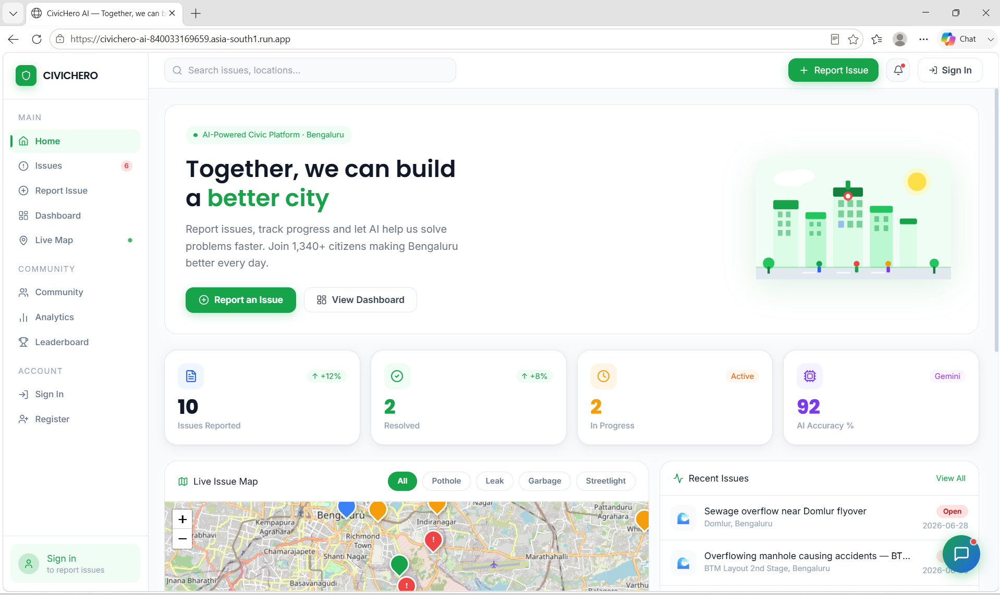 CivicHero AI — Together, we can b
https://civichero-ai-840033169659.asia-south1.run.app
Chat
CIVICHERO
Search issues, locations...
Report Issue
Sign In
MAIN
Home
Issues
6
Report Issue
Dashboard
Live Map
COMMUNITY
Community
Analytics
Leaderboard
ACCOUNT
Sign In
Register
Sign in
to report issues
AI-Powered Civic Platform · Bengaluru
Together, we can build
a better city
Report issues, track progress and let AI help us solve
problems faster. Join 1,340+ citizens making Bengaluru
better every day.
Report an Issue
View Dashboard
↑ +12%
10
Issues Reported
↑ +8%
2
Resolved
Active
2
In Progress
Gemini
92
AI Accuracy %
Live Issue Map
All
Pothole
Leak
Garbage
Streetlight
+
−
Nagar
Pattanduru
Agrahara
Kempapura
Agrahara
Indiranagar
Richmond
Town
Chamarajapete
Shanti Nagar
Marathahalli
Jnana Bharathi
Basavanagudi
Recent Issues
View All
Sewage overflow near Domlur flyover
Domlur, Bengaluru
Open
2026-06-28
Overflowing manhole causing accidents — BT...
BTM Layout 2nd Stage, Bengaluru